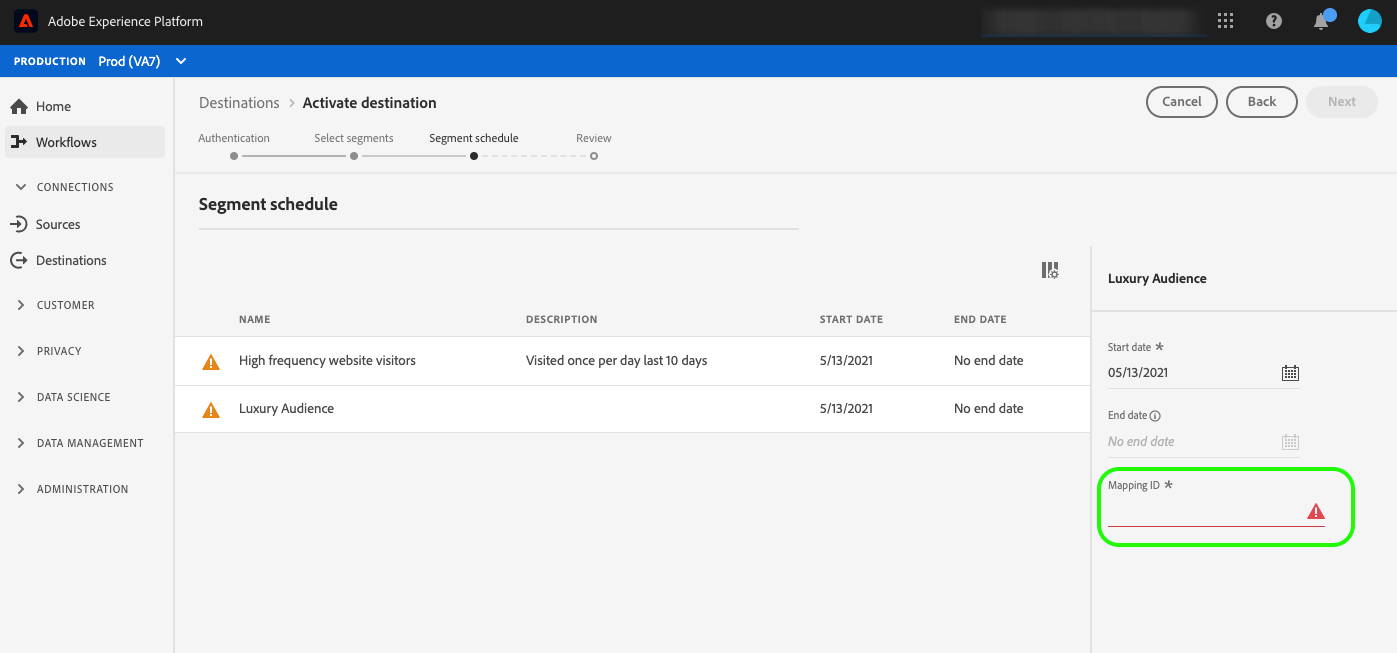 Adobe Experience Platform
PRODUCTION Prod (VA7)
Home
Workflows
CONNECTIONS
Sources
Destinations
CUSTOMER
PRIVACY
DATA SCIENCE
DATA MANAGEMENT
ADMINISTRATION
Destinations > Activate destination
Cancel Back Next
Authentication Select segments Segment schedule Review
Segment schedule
NAME DESCRIPTION START DATE END DATE
High frequency website visitors Visited once per day last 10 days 5/13/2021 No end date
Luxury Audience 5/13/2021 No end date
Luxury Audience
Start date *
05/13/2021
End date
No end date
Mapping ID *